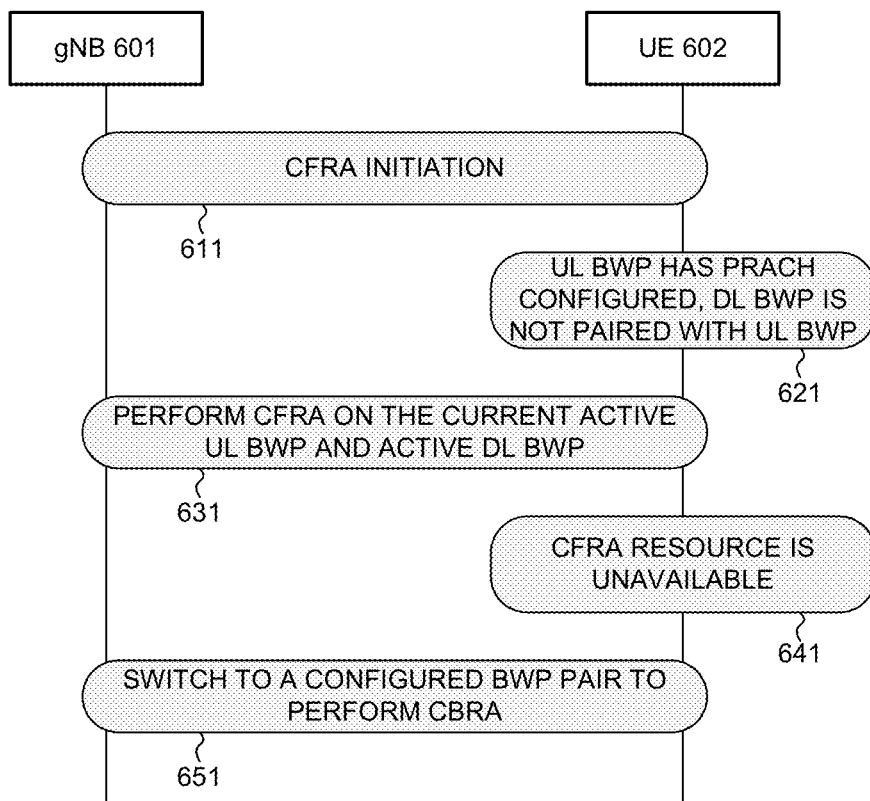 gNB 601
UE 602
CFRA INITIATION
611
UL BWP HAS PRACH
CONFIGURED, DL BWP IS
NOT PAIRED WITH UL BWP
621
PERFORM CFRA ON THE CURRENT ACTIVE
UL BWP AND ACTIVE DL BWP
631
CFRA RESOURCE IS
UNAVAILABLE
641
SWITCH TO A CONFIGURED BWP PAIR TO
PERFORM CBRA
651